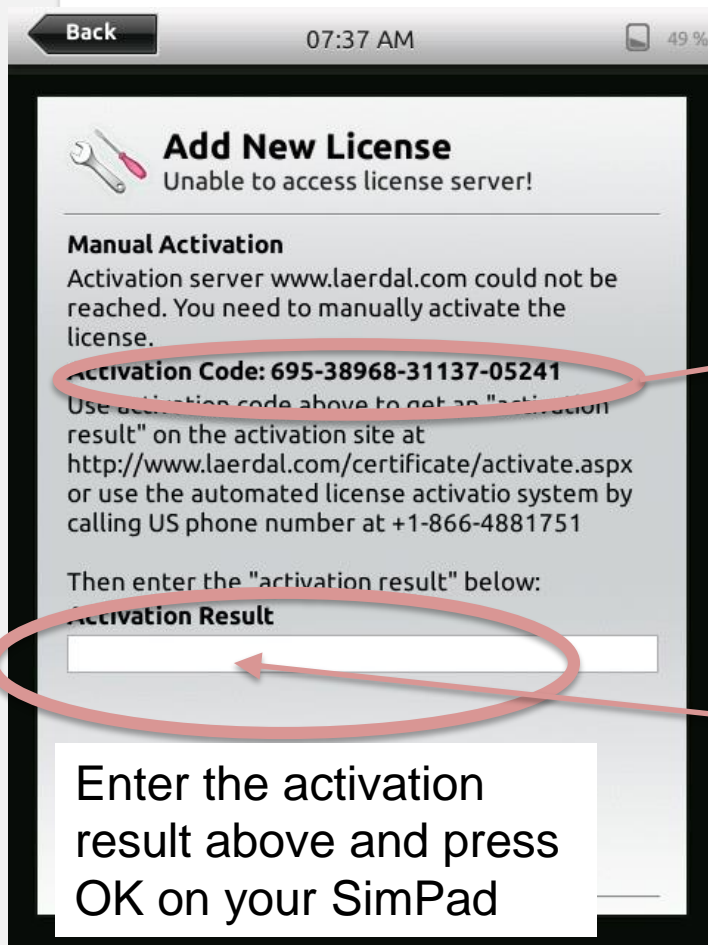 Back
07:37 AM
49 %
Add New License
Unable to access license server!
Manual Activation
Activation server www.laerdal.com could not be
reached. You need to manually activate the
license.
Activation Code: 695-38968-31137-05241
Use activation code above to get an "activation
result" on the activation site at
http://www.laerdal.com/certificate/activate.aspx
or use the automated license activatio system by
calling US phone number at +1-866-4881751
Then enter the "activation result" below:
Activation Result
Enter the activation
result above and press
OK on your SimPad